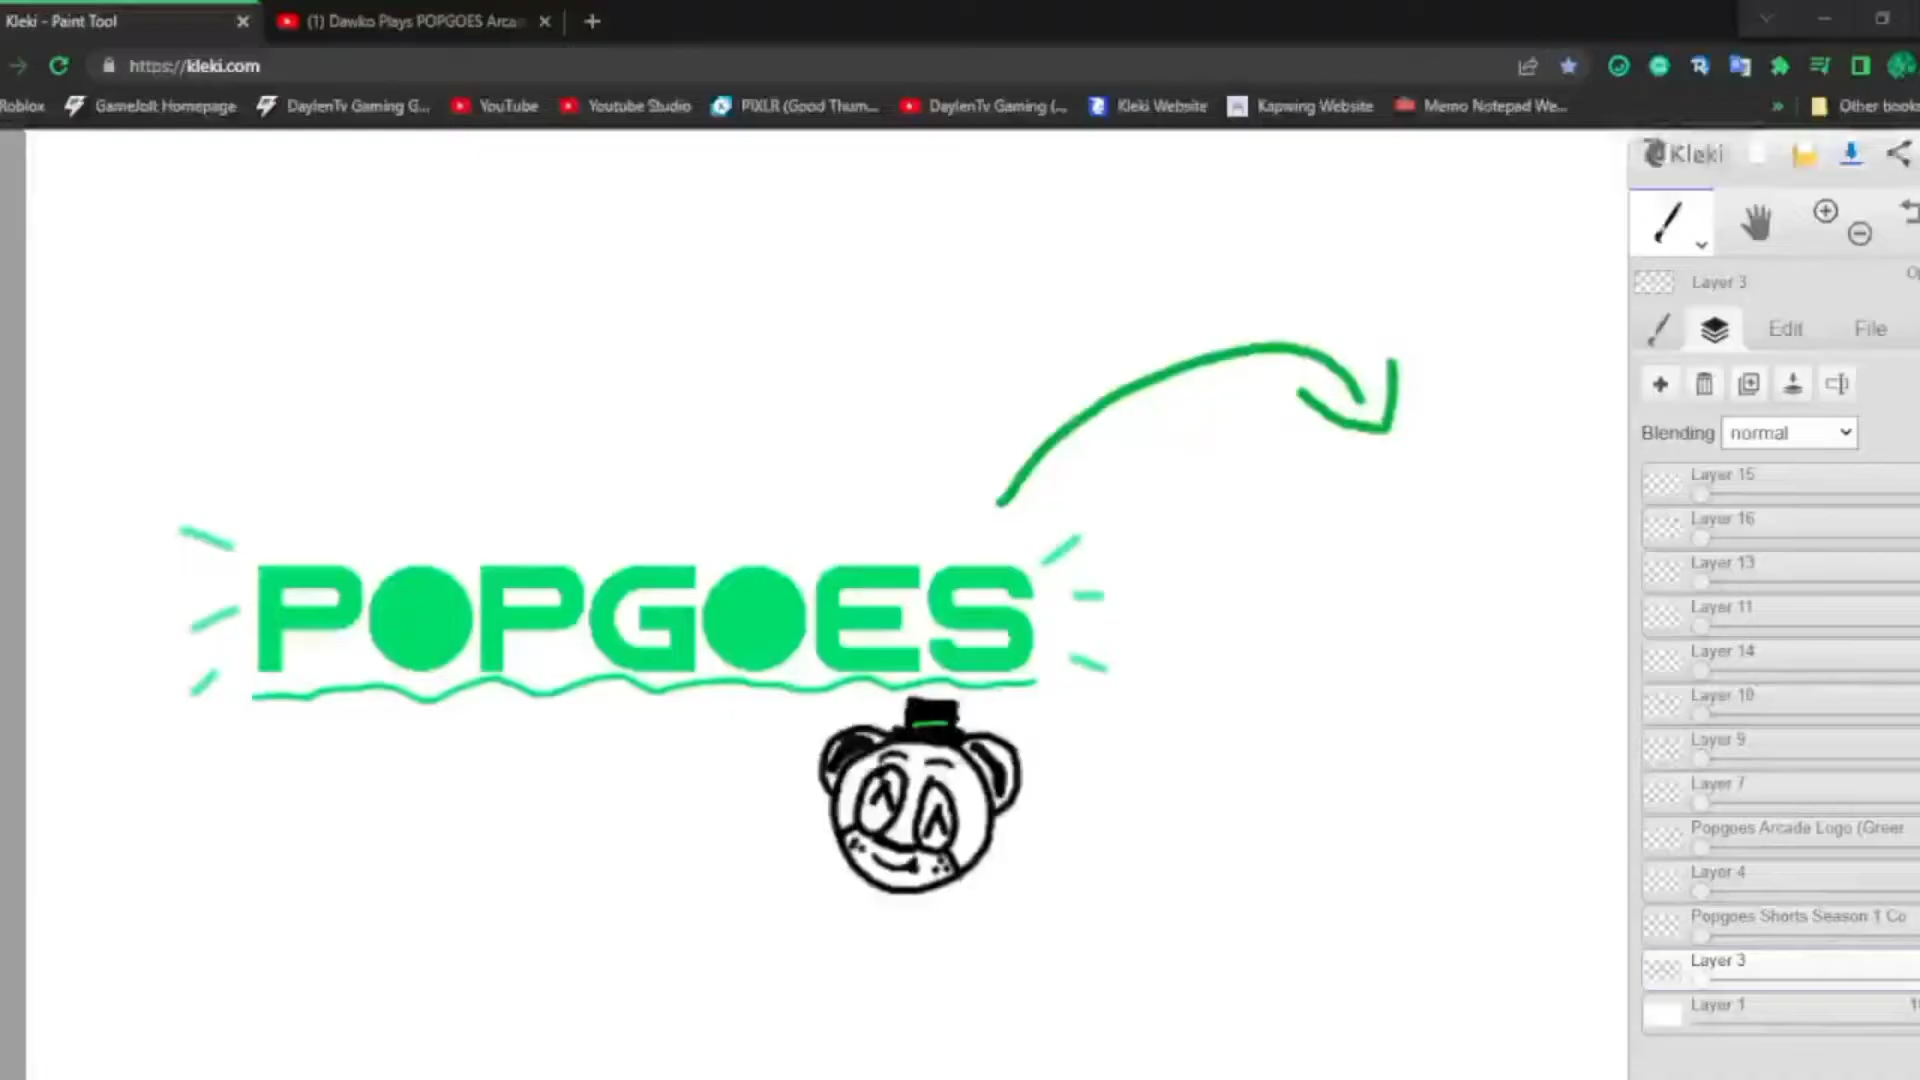 Kleki - Paint Tool
(1) Dawko Plays POPGOES Arca
https://kleki.com
Roblox
GameJolt Homepage
DaylenTv Gaming G...
YouTube
Youtube Studio
PIXLR (Good Thum...
DaylenTv Gaming (...
Kleki Website
Kapwing Website
Memo Notepad We...
Other books
Kleki
Layer 3
Op
Edit
File
Blending
normal
Layer 15
Layer 16
Layer 13
Layer 11
Layer 14
Layer 10
Layer 9
Layer 7
Popgoes Arcade Logo (Greer
Layer 4
Popgoes Shorts Season 1 Co
Layer 3
Layer 1
POPGOES